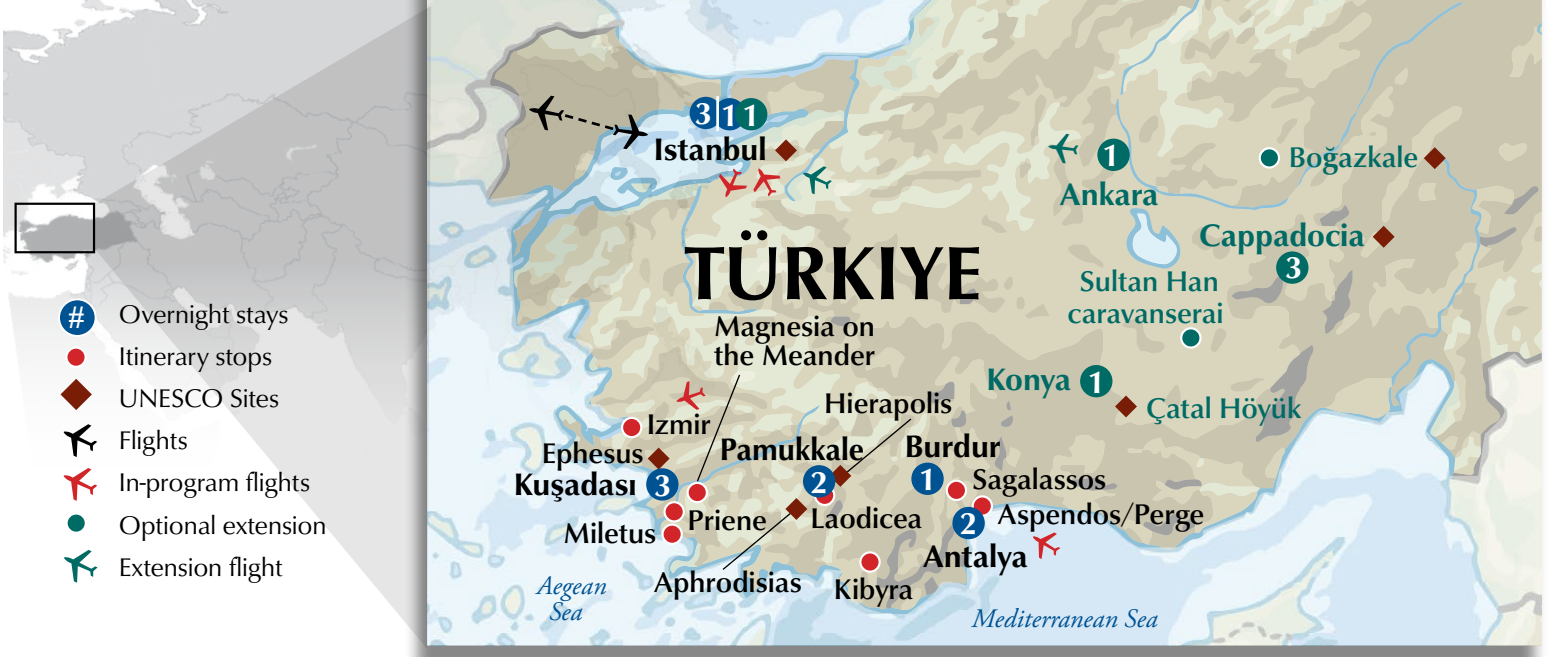 # Overnight stays
Itinerary stops
UNESCO Sites
Flights
In-program flights
Optional extension
Extension flight
3 1 1
Istanbul
1
Ankara
Boğazkale
Cappadocia
3
TÜRKIYE
Sultan Han
caravanserai
Magnesia on
the Meander
Konya 1
Çatal Höyük
Hierapolis
Izmir
Ephesus
Kuşadası 3
Pamukkale
2
Burdur
1
Sagalassos
Priene
Miletus
Laodicea
Aspendos/Perge
2
Antalya
Aphrodisias
Kibyra
Aegean
Sea
Mediterranean Sea